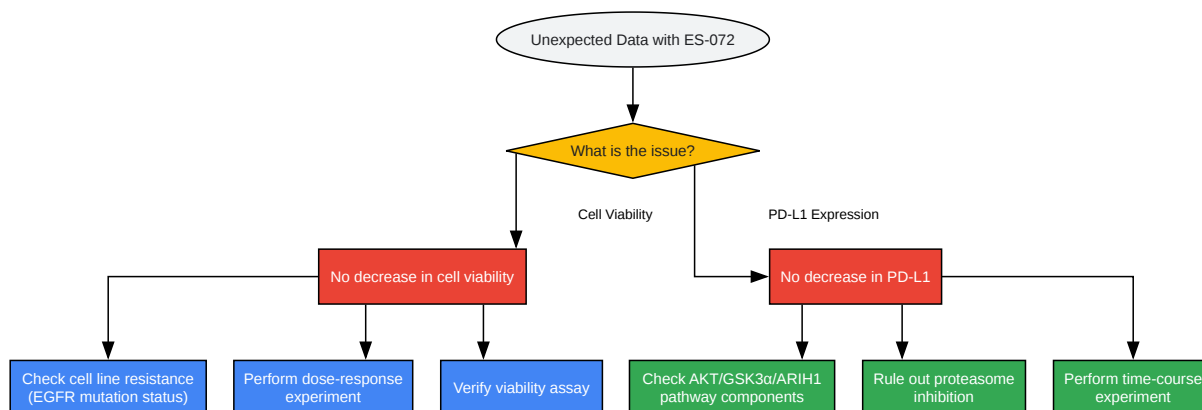 Unexpected Data with ES-072
What is the issue?
Cell Viability
PD-L1 Expression
No decrease in cell viability
No decrease in PD-L1
Check cell line resistance
(EGFR mutation status)
Perform dose-response
experiment
Verify viability assay
Check AKT/GSK3α/ARIH1
pathway components
Rule out proteasome
inhibition
Perform time-course
experiment